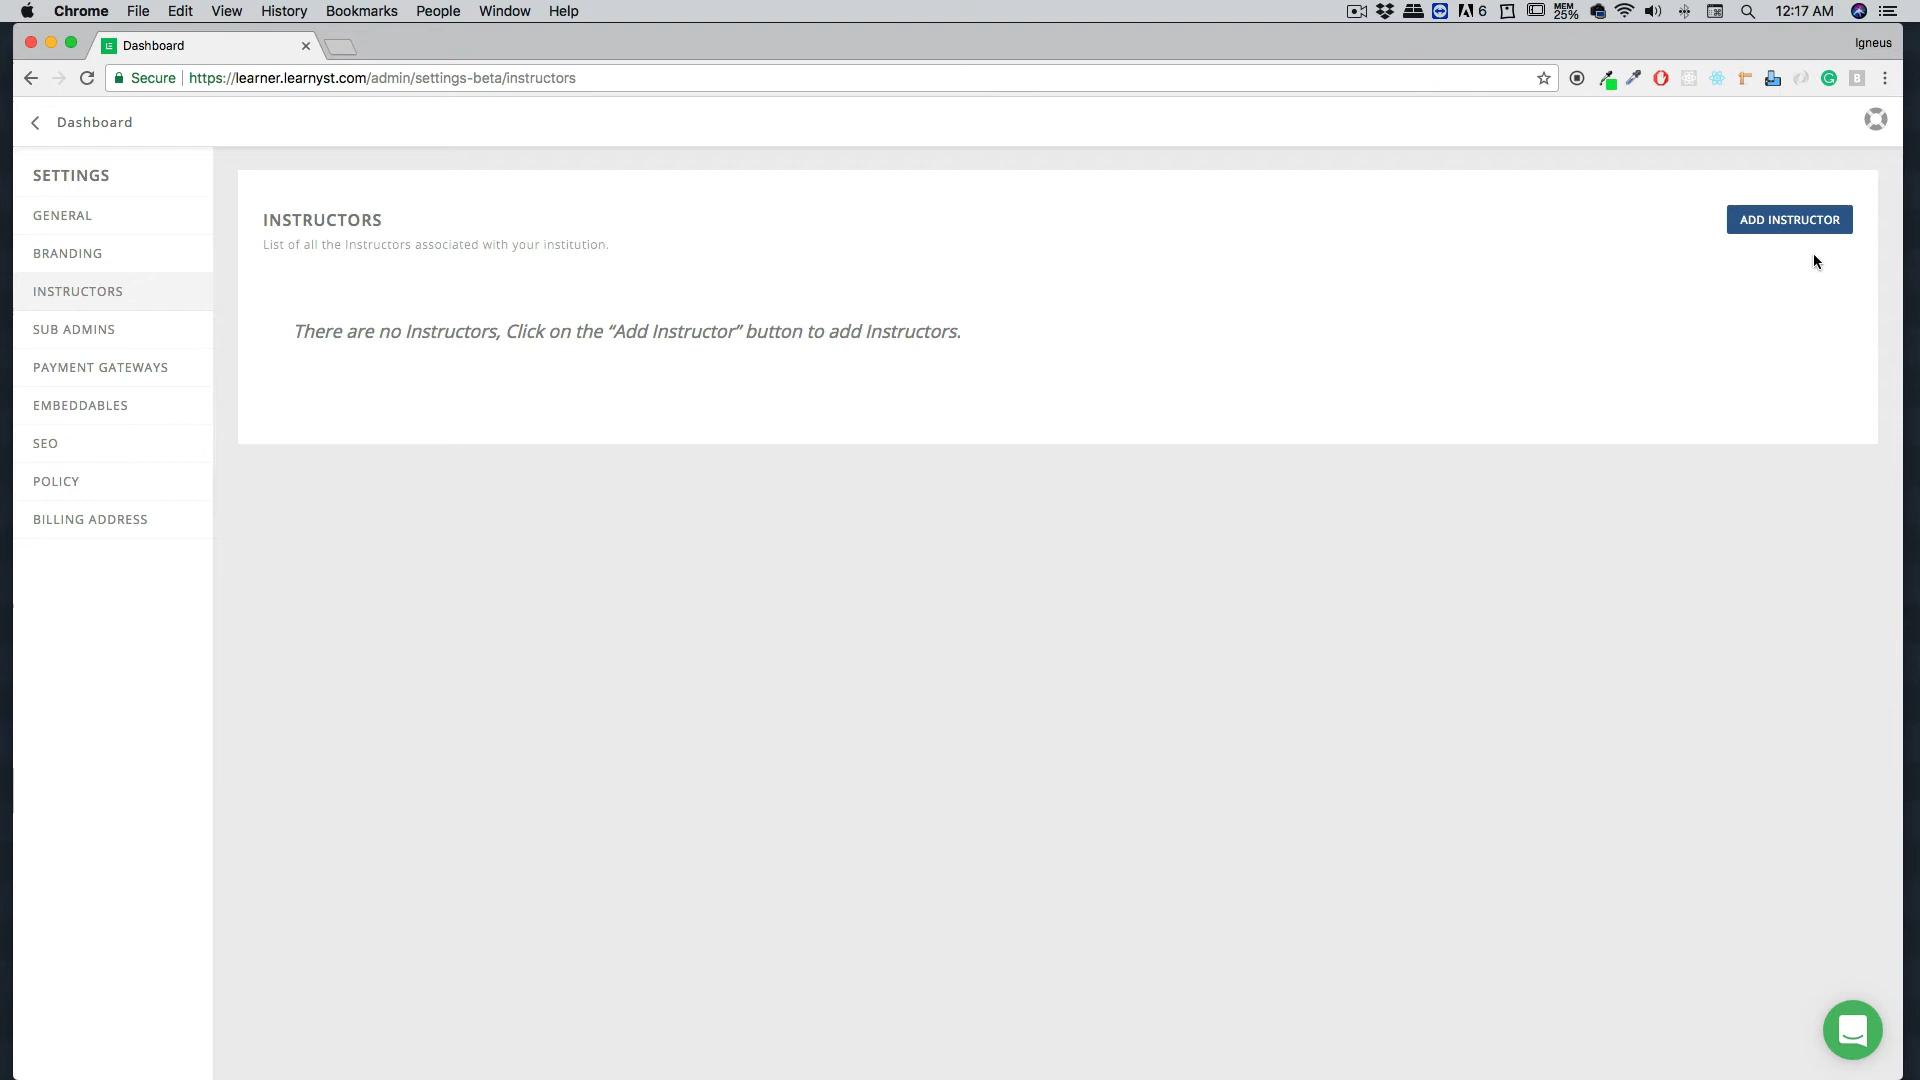 Chrome File Edit View History Bookmarks People Window Help 6 MEM 25% 12:17 AM
Dashboard Igneus
Secure https://learner.learnyst.com/admin/settings-beta/instructors
Dashboard
SETTINGS
GENERAL
BRANDING
INSTRUCTORS
SUB ADMINS
PAYMENT GATEWAYS
EMBEDDABLES
SEO
POLICY
BILLING ADDRESS
INSTRUCTORS
List of all the Instructors associated with your institution.
ADD INSTRUCTOR
There are no Instructors, Click on the “Add Instructor” button to add Instructors.